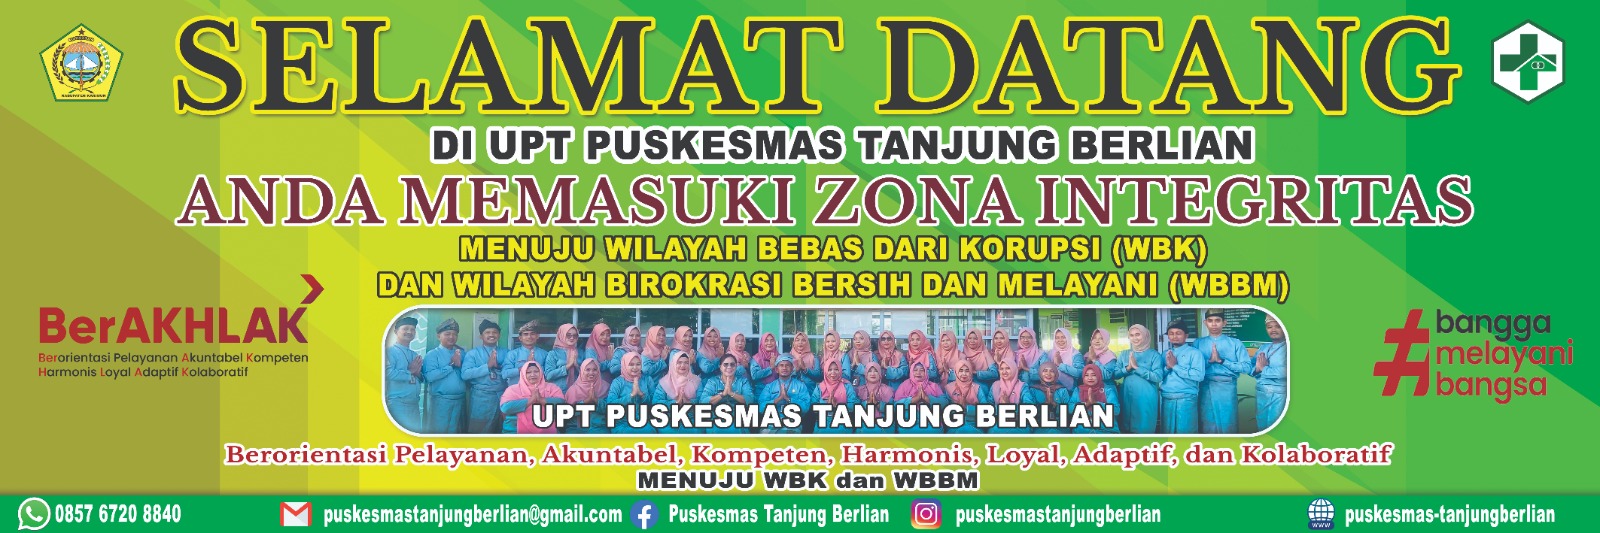 SELAMAT DATANG
DI UPT PUSKESMAS TANJUNG BERLIAN
ANDA MEMASUKI ZONA INTEGRITAS
MENUJU WILAYAH BEBAS DARI KORUPSI (WBK)
DAN WILAYAH BIROKRASI BERSIH DAN MELAYANI (WBBM)
BerAKHLAK
Berorientasi Pelayanan Akuntabel Kompeten
Harmonis Loyal Adaptif Kolaboratif
#bangga
melayani
bangsa
UPT PUSKESMAS TANJUNG BERLIAN
Berorientasi Pelayanan, Akuntabel, Kompeten, Harmonis, Loyal, Adaptif, dan Kolaboratif
MENUJU WBK dan WBBM
0857 6720 8840
puskesmastanjungberlian@gmail.com
Puskesmas Tanjung Berlian
puskesmastanjungberlian
www
puskesmas-tanjungberlian